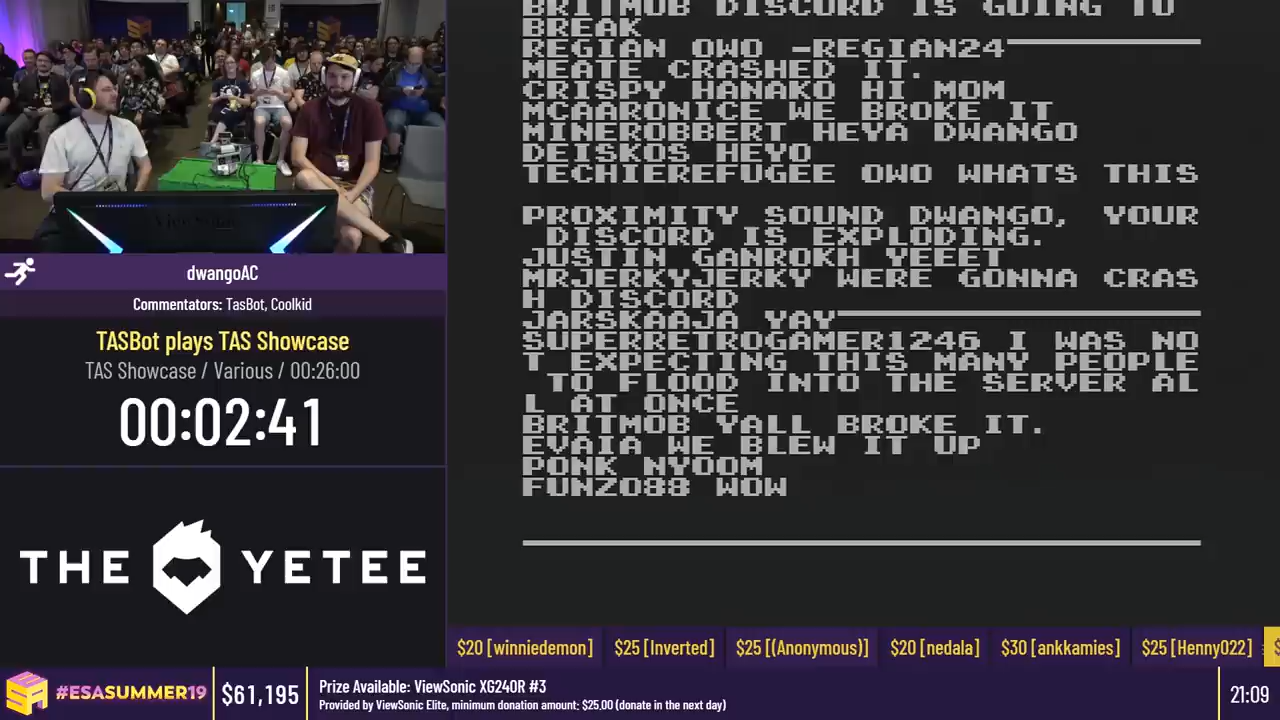 BRITMOB DISCORD IS GOING TO
BREAK
REGIAN OWO -REGIAN24
MEATE CRASHED IT.
CRISPY HANAKO HI MOM
MCAARONICE WE BROKE IT
MINEROBBERT HEYA DWANGO
DEISKOS HEYO
TECHIEREFUGEE OWO WHATS THIS
PROXIMITY SOUND DWANGO, YOUR
DISCORD IS EXPLODING.
JUSTIN GANROKH YEEET
MRJERKYJERKY WERE GONNA CRAS
H DISCORD
JARSKAAJA YAY
SUPERRETROGAMER1246 I WAS NO
T EXPECTING THIS MANY PEOPLE
TO FLOOD INTO THE SERVER AL
L AT ONCE
BRITMOB YALL BROKE IT.
EVAIA WE BLEW IT UP
PONK NYOOM
FUNZO88 WOW
ViewSonic
dwangoAC
Commentators: TasBot, Coolkid
TASBot plays TAS Showcase
TAS Showcase / Various / 00:26:00
00:02:41
THE YETEE
$20 [winniedemon] $25 [Inverted] $25 [(Anonymous)] $20 [nedala] $30 [ankkamies] $25 [Henny022]
#ESASUMMER19 $61,195
Prize Available: ViewSonic XG240R #3
Provided by ViewSonic Elite, minimum donation amount: $25.00 (donate in the next day)
21:09